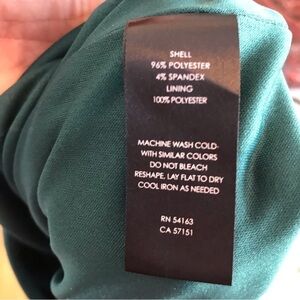 SHELL
96% POLYESTER
4% SPANDEX
LINING
100% POLYESTER
MACHINE WASH COLD-
WITH SIMILAR COLORS
DO NOT BLEACH
RESHAPE, LAY FLAT TO DRY
COOL IRON AS NEEDED
RN 54163
CA 57151